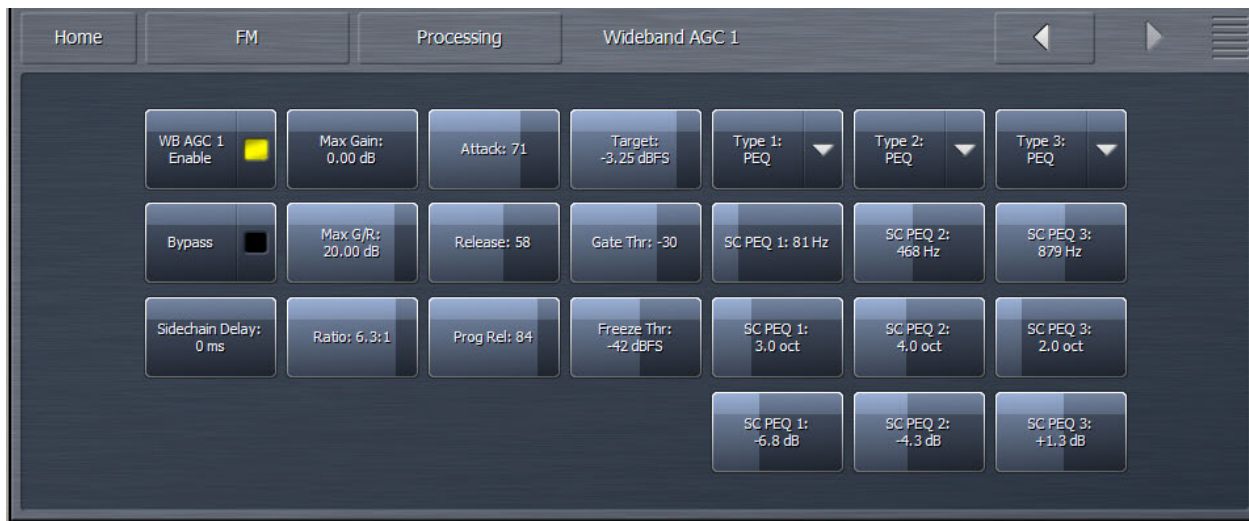 Home FM Processing Wideband AGC 1
WB AGC 1
Enable
Max Gain:
0.00 dB
Attack: 71
Target:
-3.25 dBFS
Type 1:
PEQ
Type 2:
PEQ
Type 3:
PEQ
Bypass
Max G/R:
20.00 dB
Release: 58
Gate Thr: -30
SC PEQ 1: 81 Hz
SC PEQ 2:
468 Hz
SC PEQ 3:
879 Hz
Sidechain Delay:
0 ms
Ratio: 6.3:1
Prog Rel: 84
Freeze Thr:
-42 dBFS
SC PEQ 1:
3.0 oct
SC PEQ 2:
4.0 oct
SC PEQ 3:
2.0 oct
SC PEQ 1:
-6.8 dB
SC PEQ 2:
-4.3 dB
SC PEQ 3:
+1.3 dB